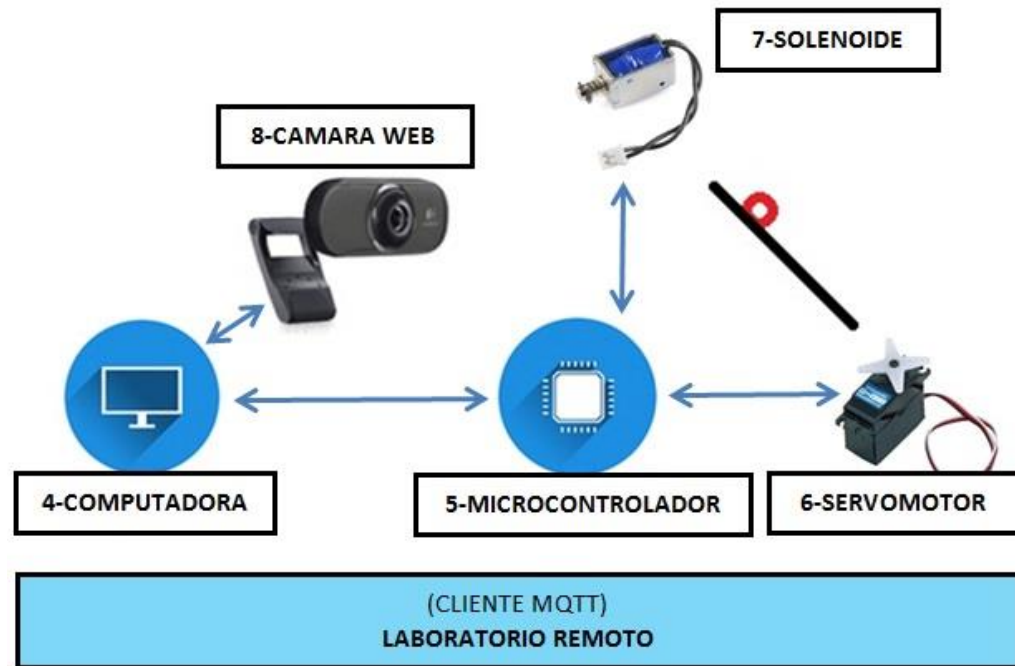 7-SOLENOIDE
8-CAMARA WEB
4-COMPUTADORA
5-MICROCONTROLADOR
6-SERVOMOTOR
(CLIENTE MQTT)
LABORATORIO REMOTO